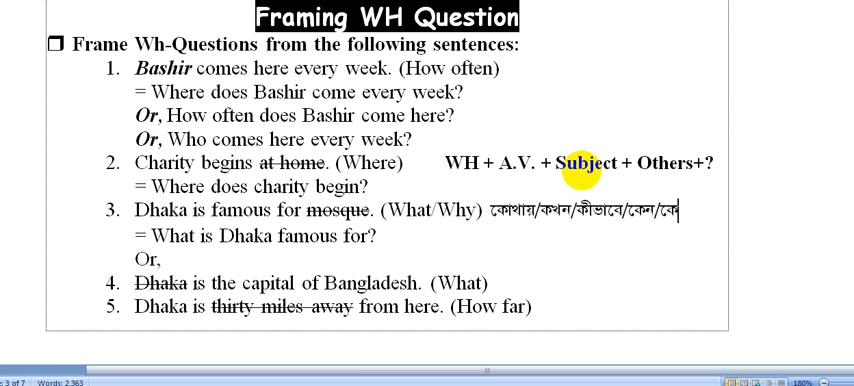 Framing WH Question
❒ Frame Wh-Questions from the following sentences:
1. Bashir comes here every week. (How often)
= Where does Bashir come every week?
Or, How often does Bashir come here?
Or, Who comes here every week?
2. Charity begins at home. (Where) WH + A.V. + Subject + Others+?
= Where does charity begin?
3. Dhaka is famous for mosque. (What/Why) কোথায়/কখন/কীভাবে/কেন/কে
= What is Dhaka famous for?
Or,
4. Dhaka is the capital of Bangladesh. (What)
5. Dhaka is thirty miles away from here. (How far)
: 3 of 7 Words: 2,363 180%